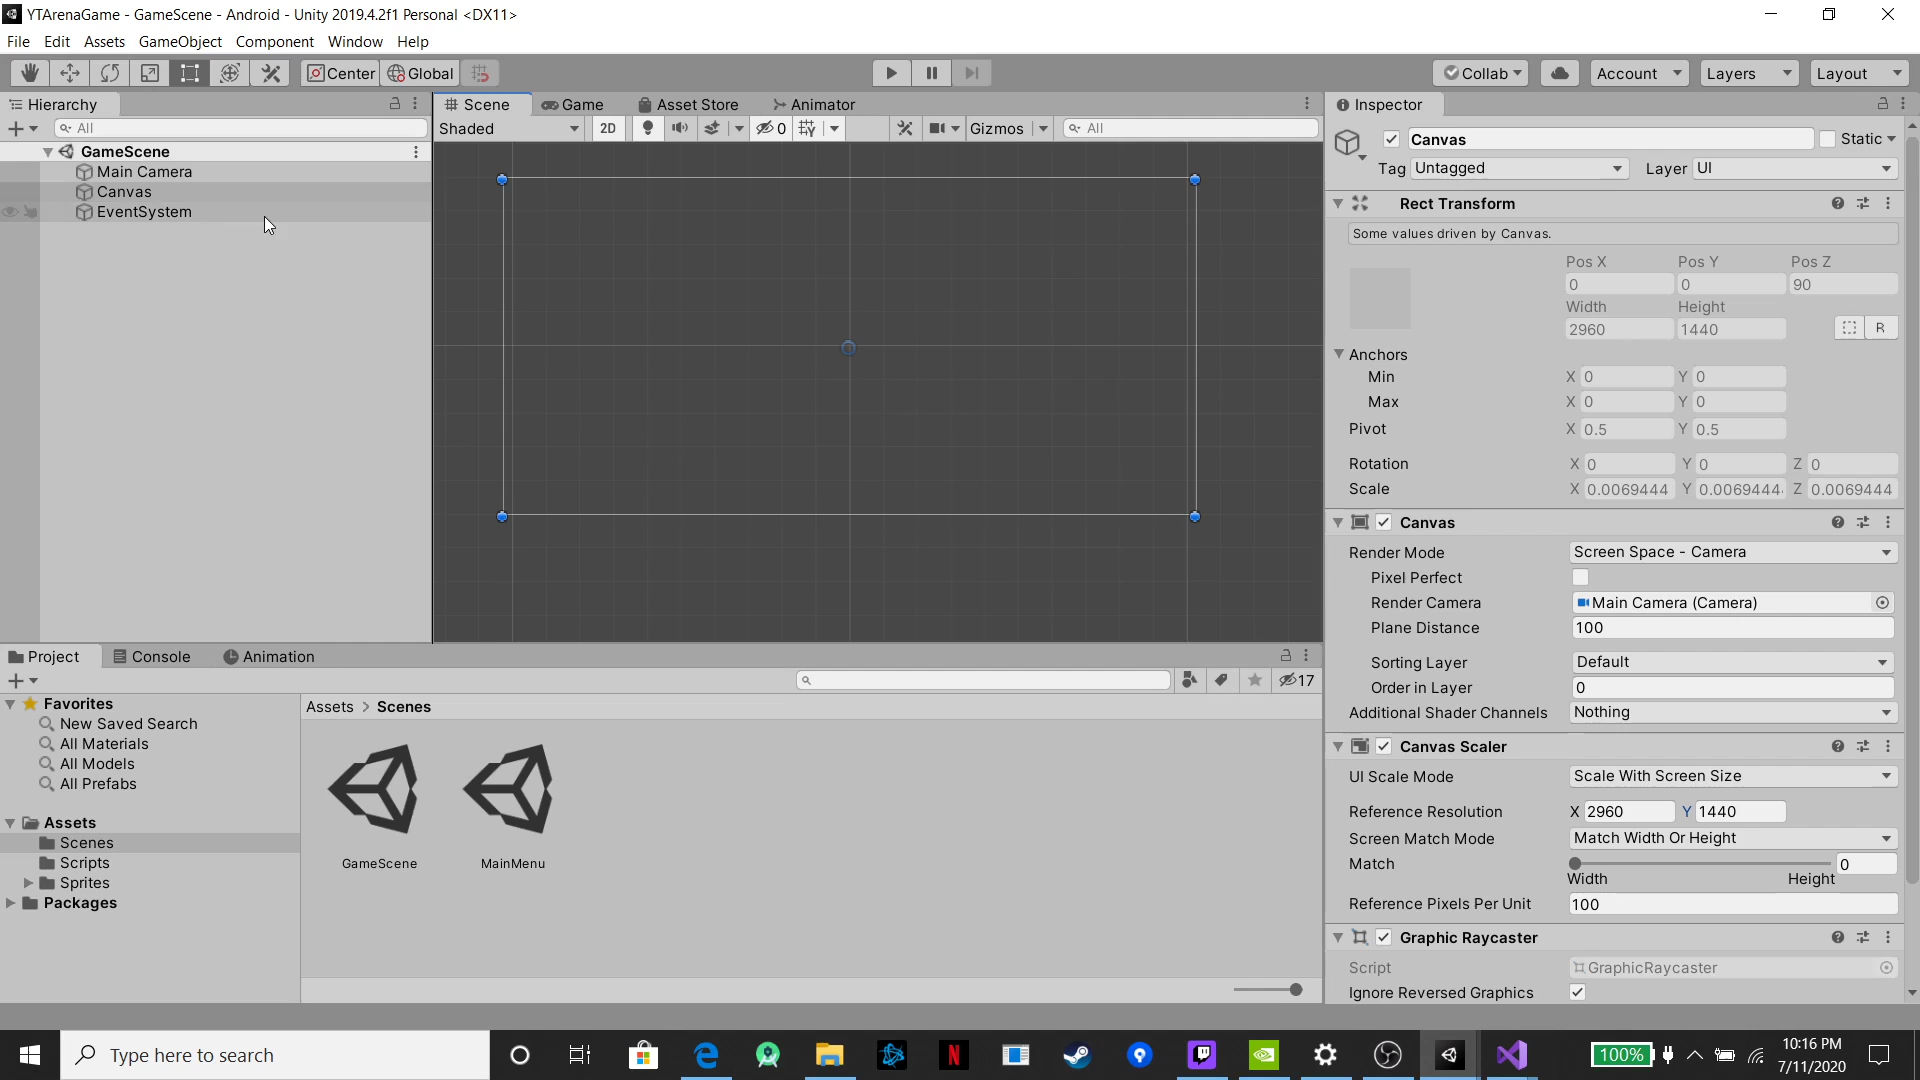 YTArenaGame - GameScene - Android - Unity 2019.4.2f1 Personal <DX11>
File Edit Assets GameObject Component Window Help
Center Global Collab Account Layers Layout
Hierarchy
All
GameScene
Main Camera
Canvas
EventSystem
Scene Game Asset Store Animator
Shaded 2D 0 Gizmos All
Inspector
Canvas Static
Tag Untagged Layer UI
Rect Transform
Some values driven by Canvas.
Pos X Pos Y Pos Z
0 0 90
Width Height
2960 1440 R
Anchors
Min X 0 Y 0
Max X 0 Y 0
Pivot X 0.5 Y 0.5
Rotation X 0 Y 0 Z 0
Scale X 0.0069444 Y 0.0069444 Z 0.0069444
Canvas
Render Mode Screen Space - Camera
Pixel Perfect
Render Camera Main Camera (Camera)
Plane Distance 100
Sorting Layer Default
Order in Layer 0
Additional Shader Channels Nothing
Canvas Scaler
UI Scale Mode Scale With Screen Size
Reference Resolution X 2960 Y 1440
Screen Match Mode Match Width Or Height
Match 0
Width Height
Reference Pixels Per Unit 100
Graphic Raycaster
Script GraphicRaycaster
Ignore Reversed Graphics
Project Console Animation
17
Favorites
New Saved Search
All Materials
All Models
All Prefabs
Assets
Scenes
Scripts
Sprites
Packages
Assets > Scenes
GameScene MainMenu
Type here to search
100%
10:16 PM
7/11/2020